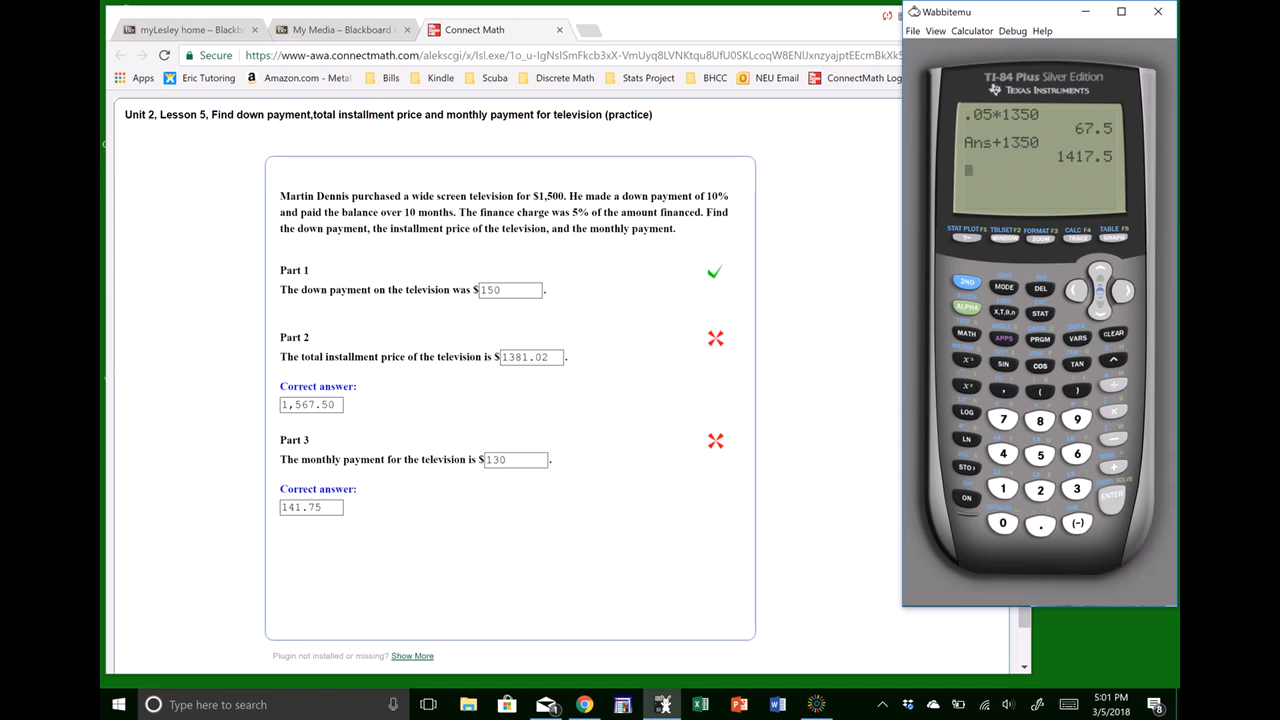 myLesley home – Blackb
My Media – Blackboard
Connect Math
Secure
https://www-awa.connectmath.com/alekscgi/x/Isl.exe/1o_u-IgNsISmFkcb3xX-VmUyq8LVNKtqu8UfU0SKLcoqW8ENlJxnzyajptEEcmBkXk
Apps
Eric Tutoring
Amazon.com - Metal
Bills
Kindle
Scuba
Discrete Math
Stats Project
BHCC
NEU Email
ConnectMath Log
Unit 2, Lesson 5, Find down payment,total installment price and monthly payment for television (practice)
Martin Dennis purchased a wide screen television for $1,500. He made a down payment of 10%
and paid the balance over 10 months. The finance charge was 5% of the amount financed. Find
the down payment, the installment price of the television, and the monthly payment.
Part 1
The down payment on the television was $150.
Part 2
The total installment price of the television is $1381.02.
Correct answer:
1,567.50
Part 3
The monthly payment for the television is $130.
Correct answer:
141.75
Plugin not installed or missing? Show More
Wabbitemu
File View Calculator Debug Help
TI-84 Plus Silver Edition
TEXAS INSTRUMENTS
.05*1350
67.5
Ans+1350
1417.5
STAT PLOT F1 TBLSET F2 FORMAT F3 CALC F4 TABLE F5
Y= WINDOW ZOOM TRACE GRAPH
2ND MODE DEL
ALPHA X,T,θ,n STAT
MATH APPS PRGM VARS CLEAR
SIN COS TAN ^
x² , ( ) ÷
LOG 7 8 9 ×
LN 4 5 6 −
STO› 1 2 3 +
ON 0 . (-) ENTER
Type here to search
5:01 PM
3/5/2018
8